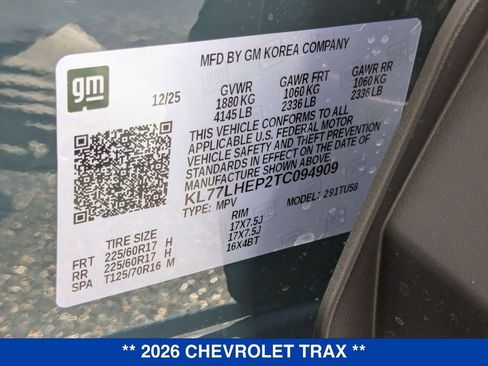 gm
MFD BY GM KOREA COMPANY
12/25 GVWR GAWR FRT GAWR RR
1880 KG 1060 KG 1060 KG
4145 LB 2336 LB 2336 LB
THIS VEHICLE CONFORMS TO ALL
APPLICABLE U.S. FEDERAL MOTOR
VEHICLE SAFETY AND THEFT PREVENTION
STANDARDS IN EFFECT ON THE DATE OF
MANUFACTURE SHOWN ABOVE.
KL77LHEP2TC094909
TYPE: MPV MODEL: 291TU58
TIRE SIZE RIM
FRT 225/60R17 H 17X7.5J
RR 225/60R17 H 17X7.5J
SPA T125/70R16 M 16X4BT
** 2026 CHEVROLET TRAX **